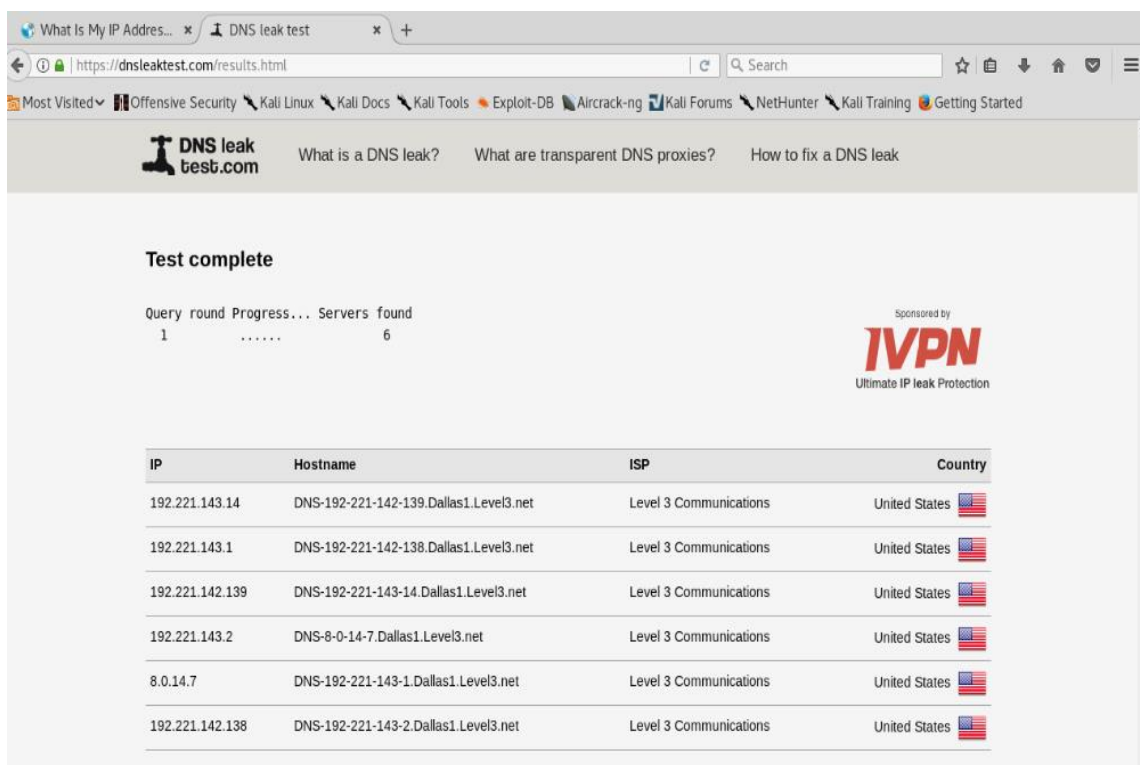 What Is My IP Addres... × DNS leak test × +
https://dnsleaktest.com/results.html Search
Most Visited Offensive Security Kali Linux Kali Docs Kali Tools Exploit-DB Aircrack-ng Kali Forums NetHunter Kali Training Getting Started
DNS leak test.com What is a DNS leak? What are transparent DNS proxies? How to fix a DNS leak
Test complete
Query round Progress... Servers found
1 ...... 6
Sponsored by
IVPN
Ultimate IP leak Protection
IP Hostname ISP Country
192.221.143.14 DNS-192-221-142-139.Dallas1.Level3.net Level 3 Communications United States
192.221.143.1 DNS-192-221-142-138.Dallas1.Level3.net Level 3 Communications United States
192.221.142.139 DNS-192-221-143-14.Dallas1.Level3.net Level 3 Communications United States
192.221.143.2 DNS-8-0-14-7.Dallas1.Level3.net Level 3 Communications United States
8.0.14.7 DNS-192-221-143-1.Dallas1.Level3.net Level 3 Communications United States
192.221.142.138 DNS-192-221-143-2.Dallas1.Level3.net Level 3 Communications United States